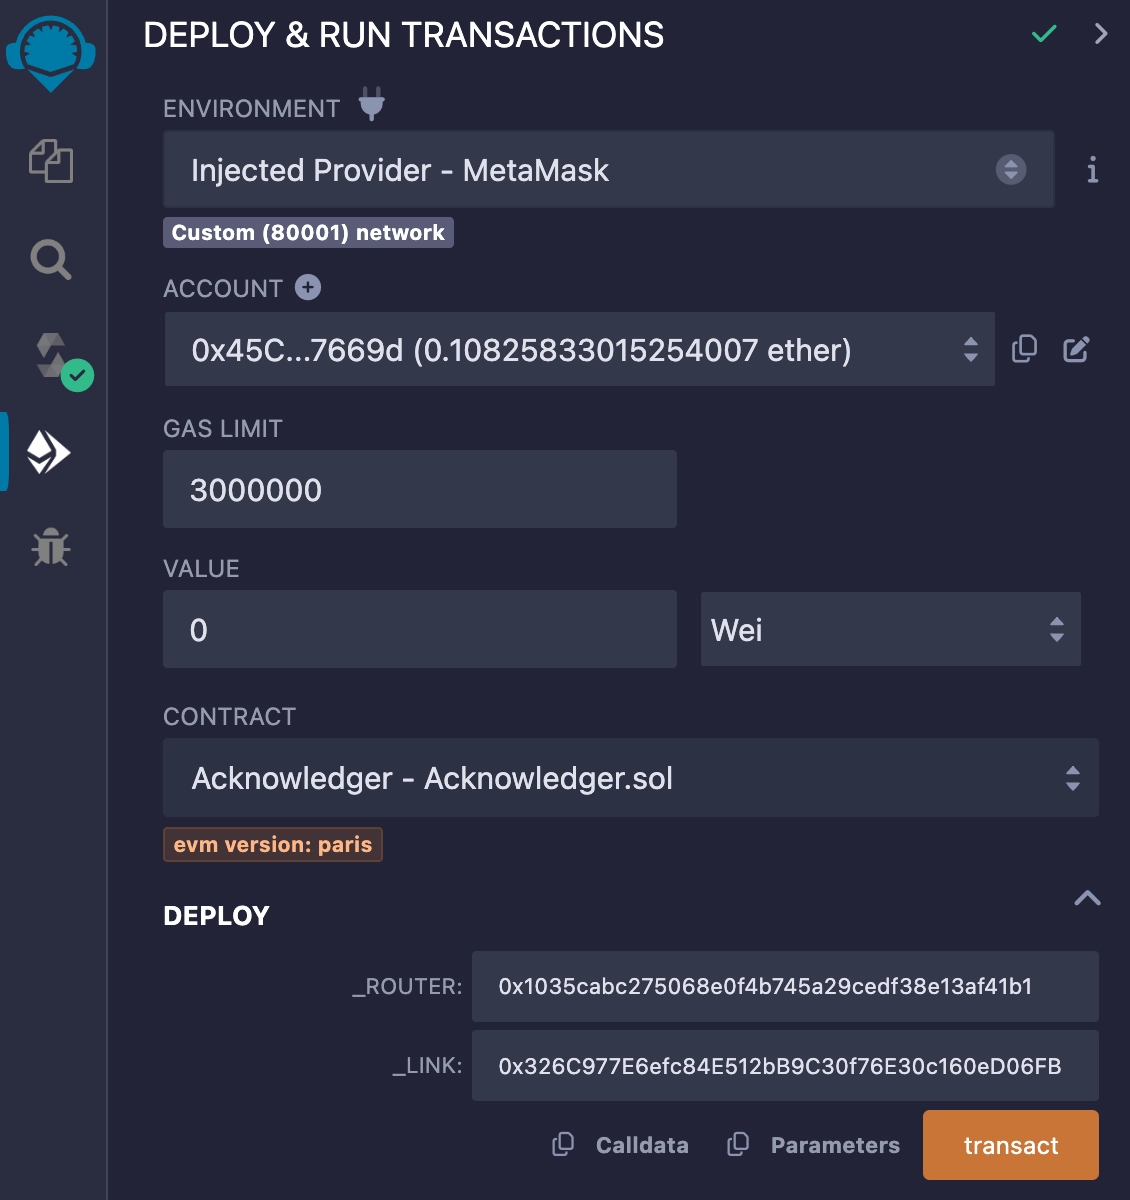 DEPLOY & RUN TRANSACTIONS
ENVIRONMENT
Injected Provider - MetaMask
Custom (80001) network
ACCOUNT
0x45C...7669d (0.10825833015254007 ether)
GAS LIMIT
3000000
VALUE
0 Wei
CONTRACT
Acknowledger - Acknowledger.sol
evm version: paris
DEPLOY
_ROUTER: 0x1035cabc275068e0f4b745a29cedf38e13af41b1
_LINK: 0x326C977E6efc84E512bB9C30f76E30c160eD06FB
Calldata Parameters transact